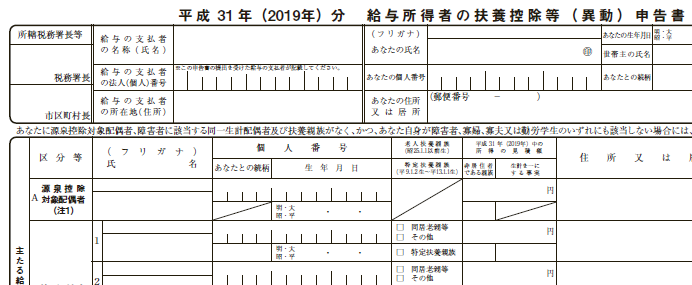 平成 31 年 (2019年) 分 給与所得者の扶養控除等（異動）申告書
所轄税務署長等
税務署長
市区町村長
給与の支払者の名称（氏名）
※この申告書の提出を受けた給与の支払者が記載してください。
給与の支払者の法人(個人)番号
給与の支払者の所在地(住所)
（フリガナ）
あなたの氏名
㊞
あなたの個人番号
あなたの住所又は居所
(郵便番号 － )
あなたの生年月日
明・大
昭・平
世帯主の氏名
あなたとの続柄
あなたに源泉控除対象配偶者、障害者に該当する同一生計配偶者及び扶養親族がなく、かつ、あなた自身が障害者、寡婦、寡夫又は勤労学生のいずれにも該当しない場合には、
区分等
（フリガナ）
氏名
個人番号
あなたとの続柄
生年月日
老人扶養親族
(昭25.1.1以前生)
特定扶養親族
(平9.1.2生～平13.1.1生)
平成 31 年（2019年）中の所得の見積額
非居住者である親族
生計を一にする事実
住所又は
主たる給
A
源泉控除対象配偶者
(注1)
明・大
昭・平
・ ・
円
1
□ 同居老親等
□ その他
円
明・大
昭・平
・ ・
□ 特定扶養親族
2
□ 同居老親等
□ その他
円